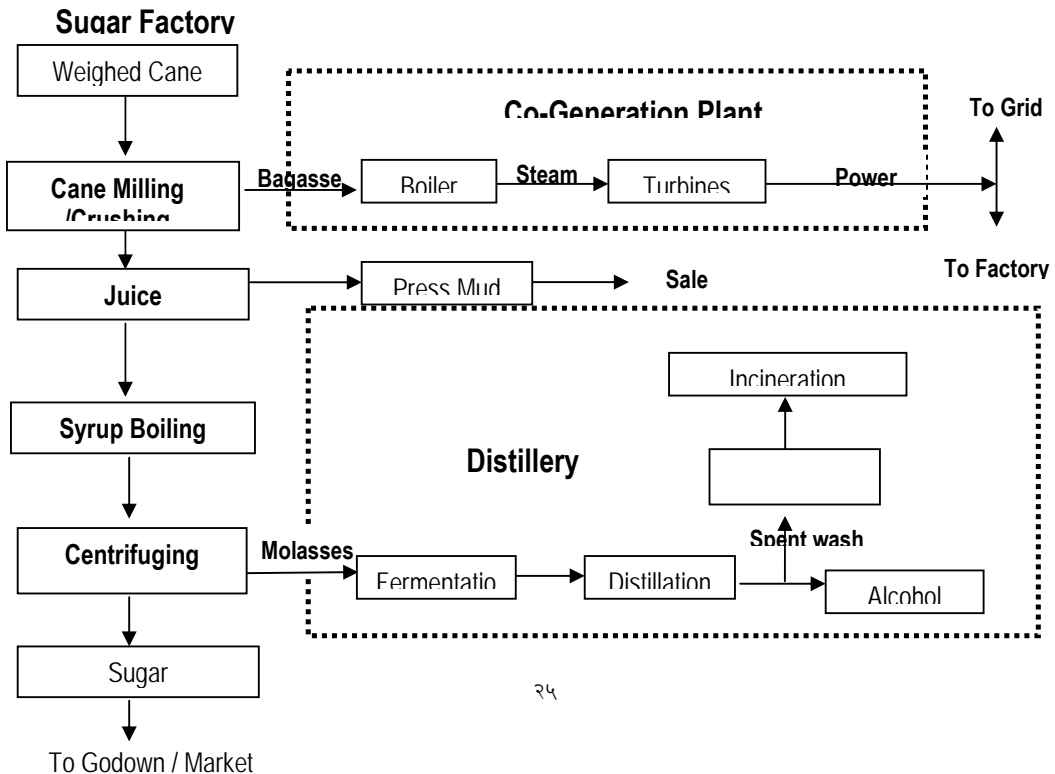 Sugar Factory
Weighed Cane
Co-Generation Plant
To Grid
Cane Milling
/Crushing
Bagasse
Boiler
Steam
Turbines
Power
To Factory
Juice
Press Mud
Sale
Incineration
Syrup Boiling
Distillery
Spent wash
Centrifuging
Molasses
Fermentatio
Distillation
Alcohol
Sugar
२५
To Godown / Market